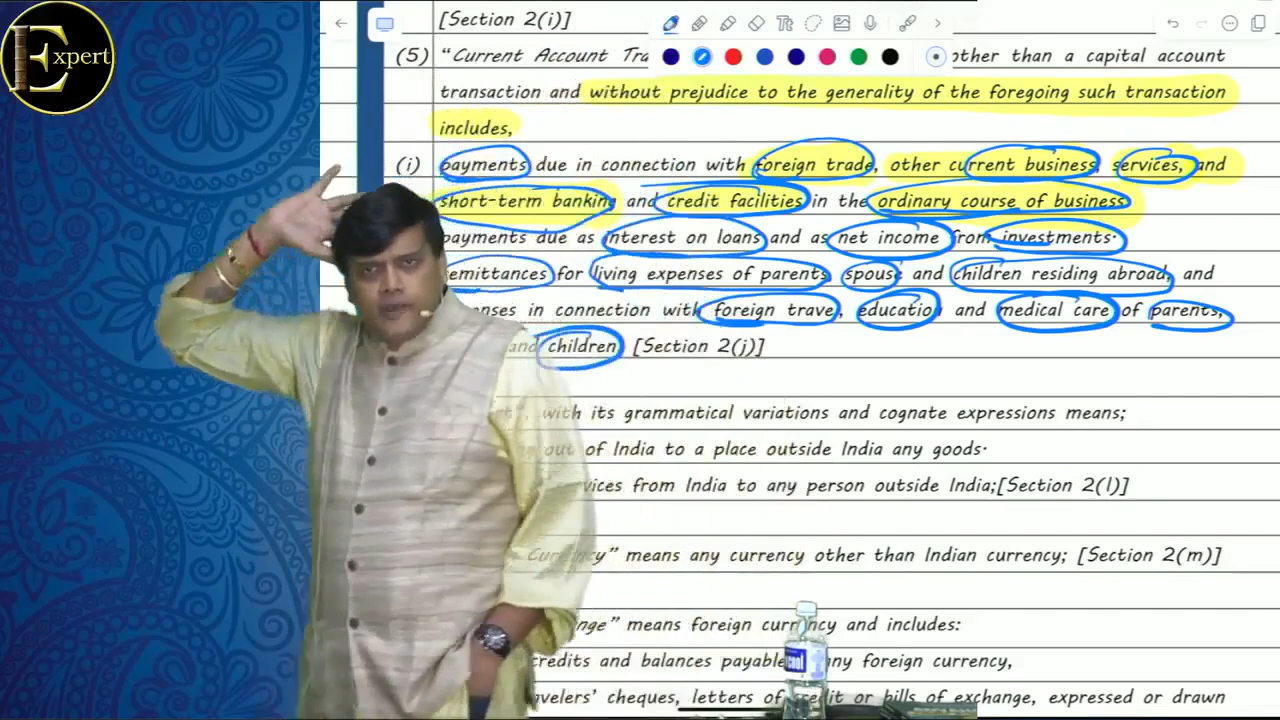 Expert
[Section 2(i)]
(5) "Current Account other than a capital account
transaction and without prejudice to the generality of the foregoing such transaction
includes,
(i) payments due in connection with foreign trade, other current business, services, and
short-term banking and credit facilities in the ordinary course of business
payments due as interest on loans and as net income from investments·
emittances for living expenses of parents, spouse and children residing abroad, and
in connection with foreign travel, education and medical care of parents,
and children [Section 2(j)]
with its grammatical variations and cognate expressions means;
out of India to a place outside India any goods·
vices from India to any person outside India;[Section 2(l)]
Currency" means any currency other than Indian currency; [Section 2(m)]
nge" means foreign currency and includes:
credits and balances payable any foreign currency,
velers' cheques, letters of credit or bills of exchange, expressed or drawn
cool